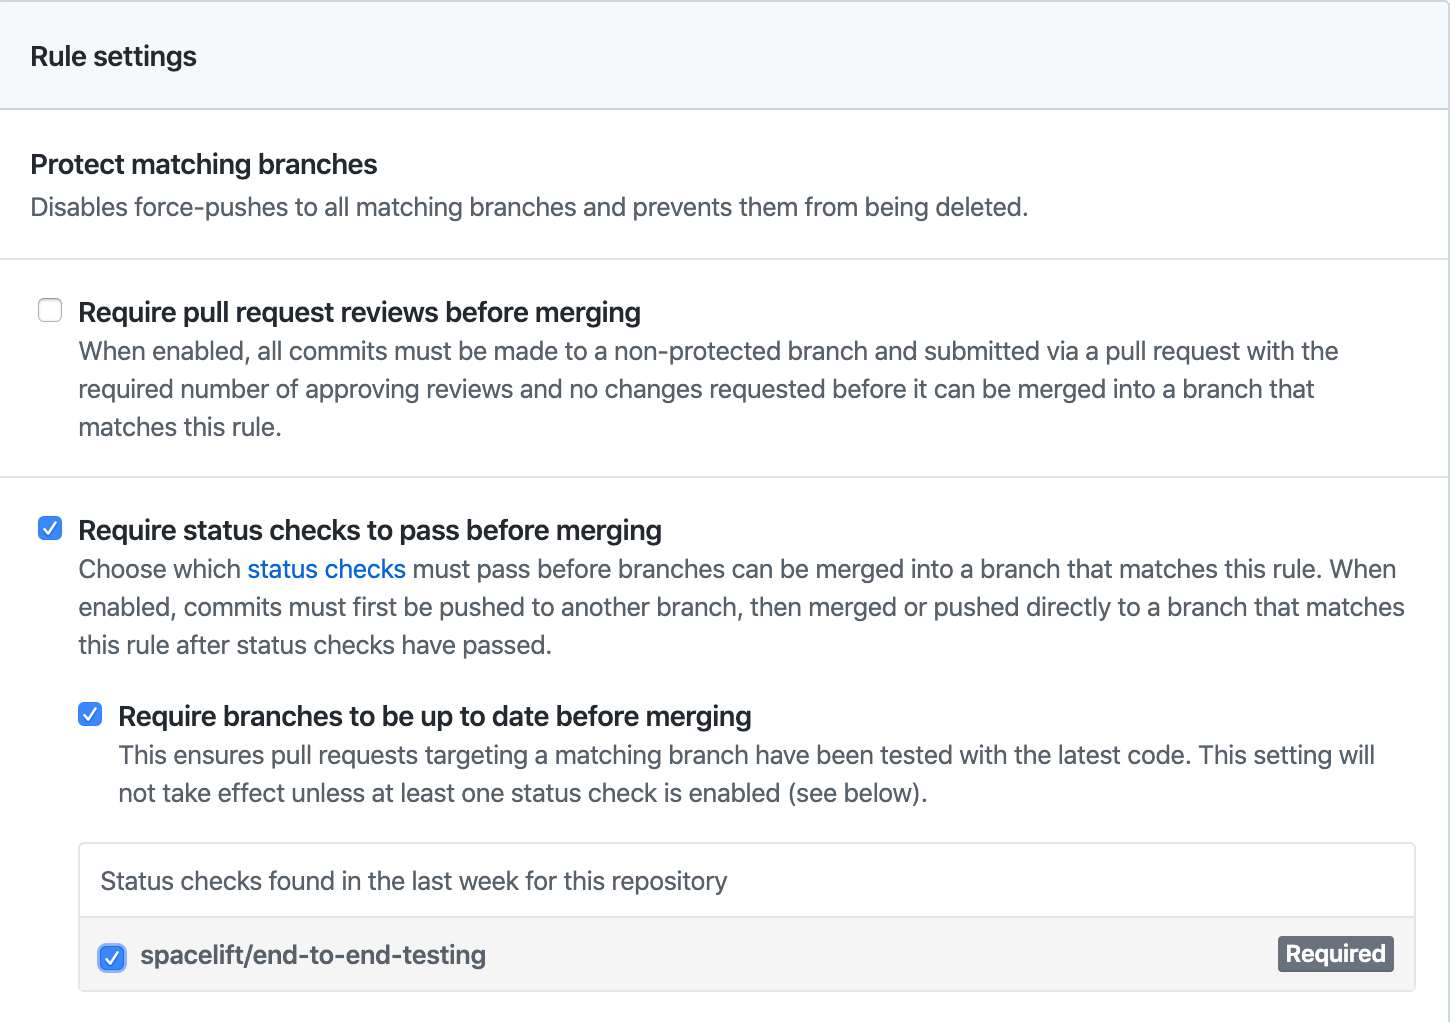 Rule settings
Protect matching branches
Disables force-pushes to all matching branches and prevents them from being deleted.
Require pull request reviews before merging
When enabled, all commits must be made to a non-protected branch and submitted via a pull request with the
required number of approving reviews and no changes requested before it can be merged into a branch that
matches this rule.
Require status checks to pass before merging
Choose which status checks must pass before branches can be merged into a branch that matches this rule. When
enabled, commits must first be pushed to another branch, then merged or pushed directly to a branch that matches
this rule after status checks have passed.
Require branches to be up to date before merging
This ensures pull requests targeting a matching branch have been tested with the latest code. This setting will
not take effect unless at least one status check is enabled (see below).
Status checks found in the last week for this repository
spacelift/end-to-end-testing Required